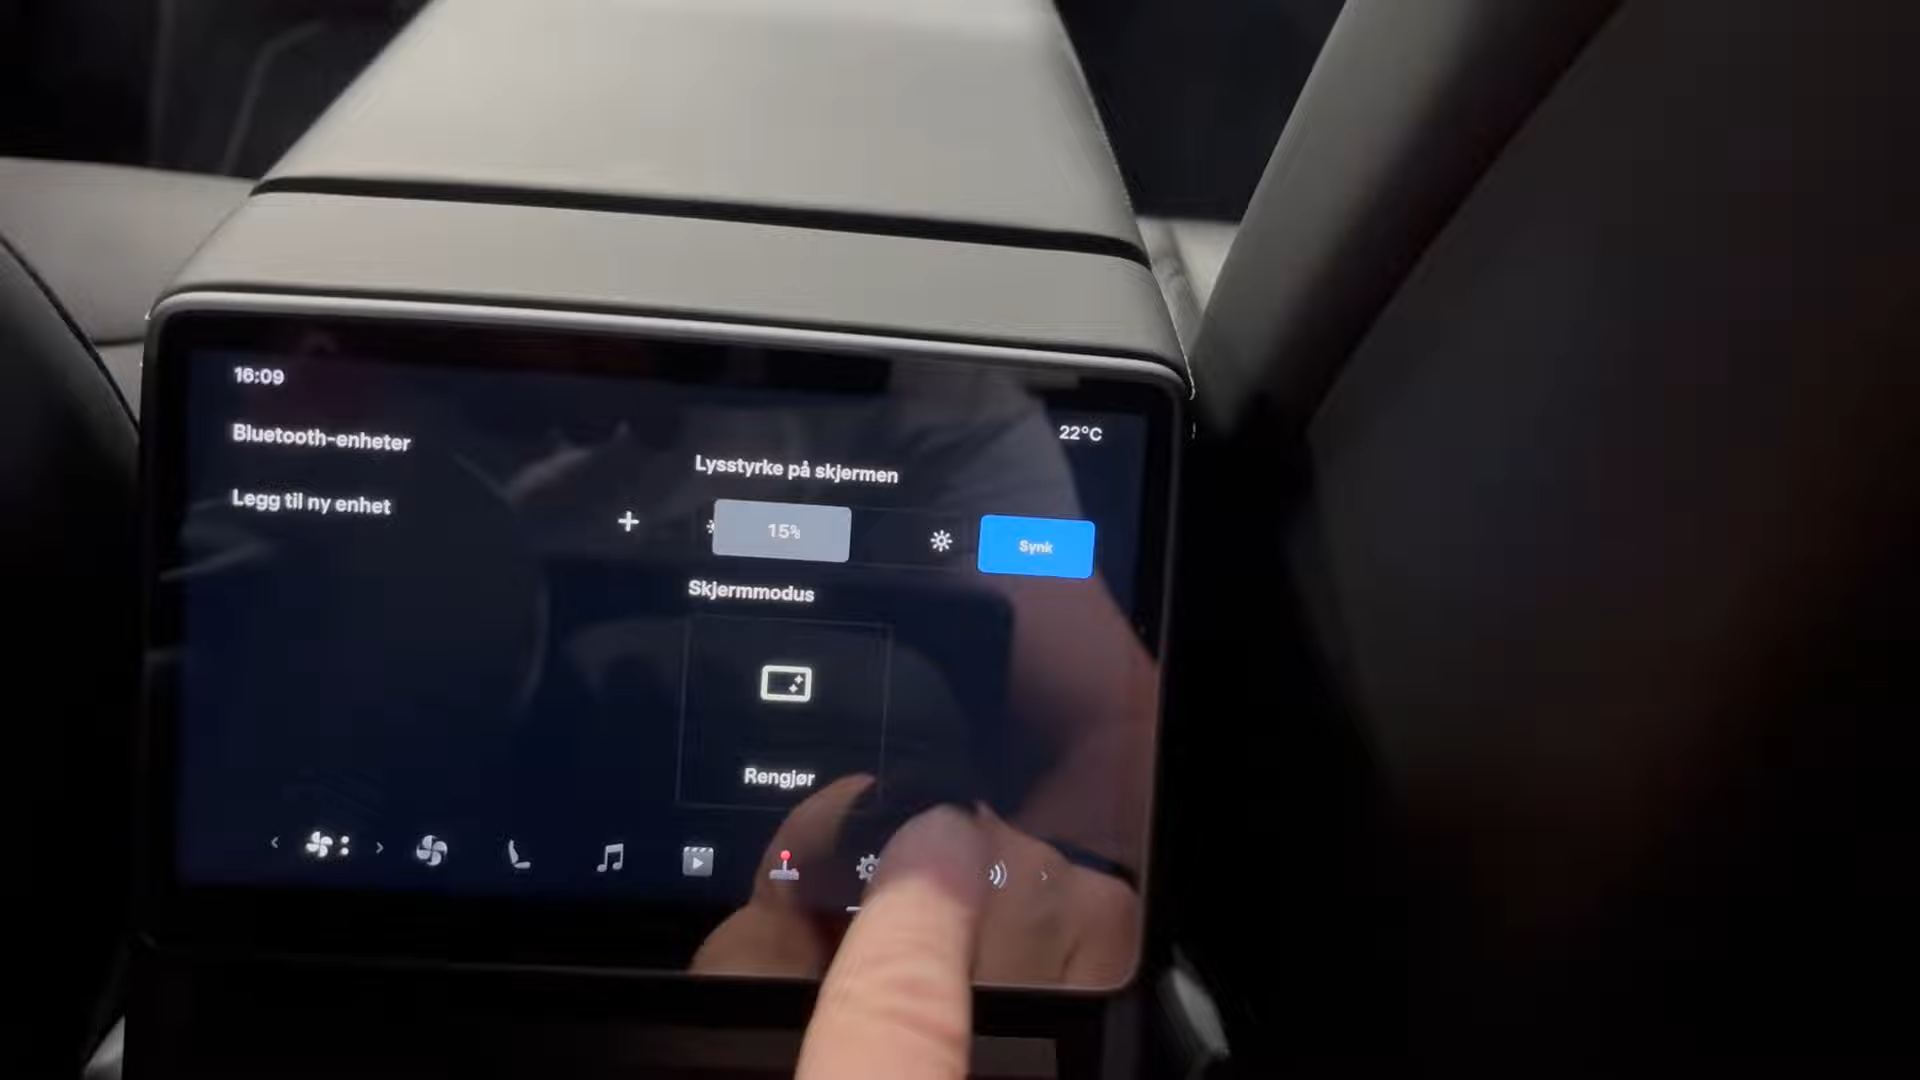 16:09
22°C
Bluetooth-enheter
Legg til ny enhet
Lysstyrke på skjermen
15%
Synk
Skjermmodus
Rengjør